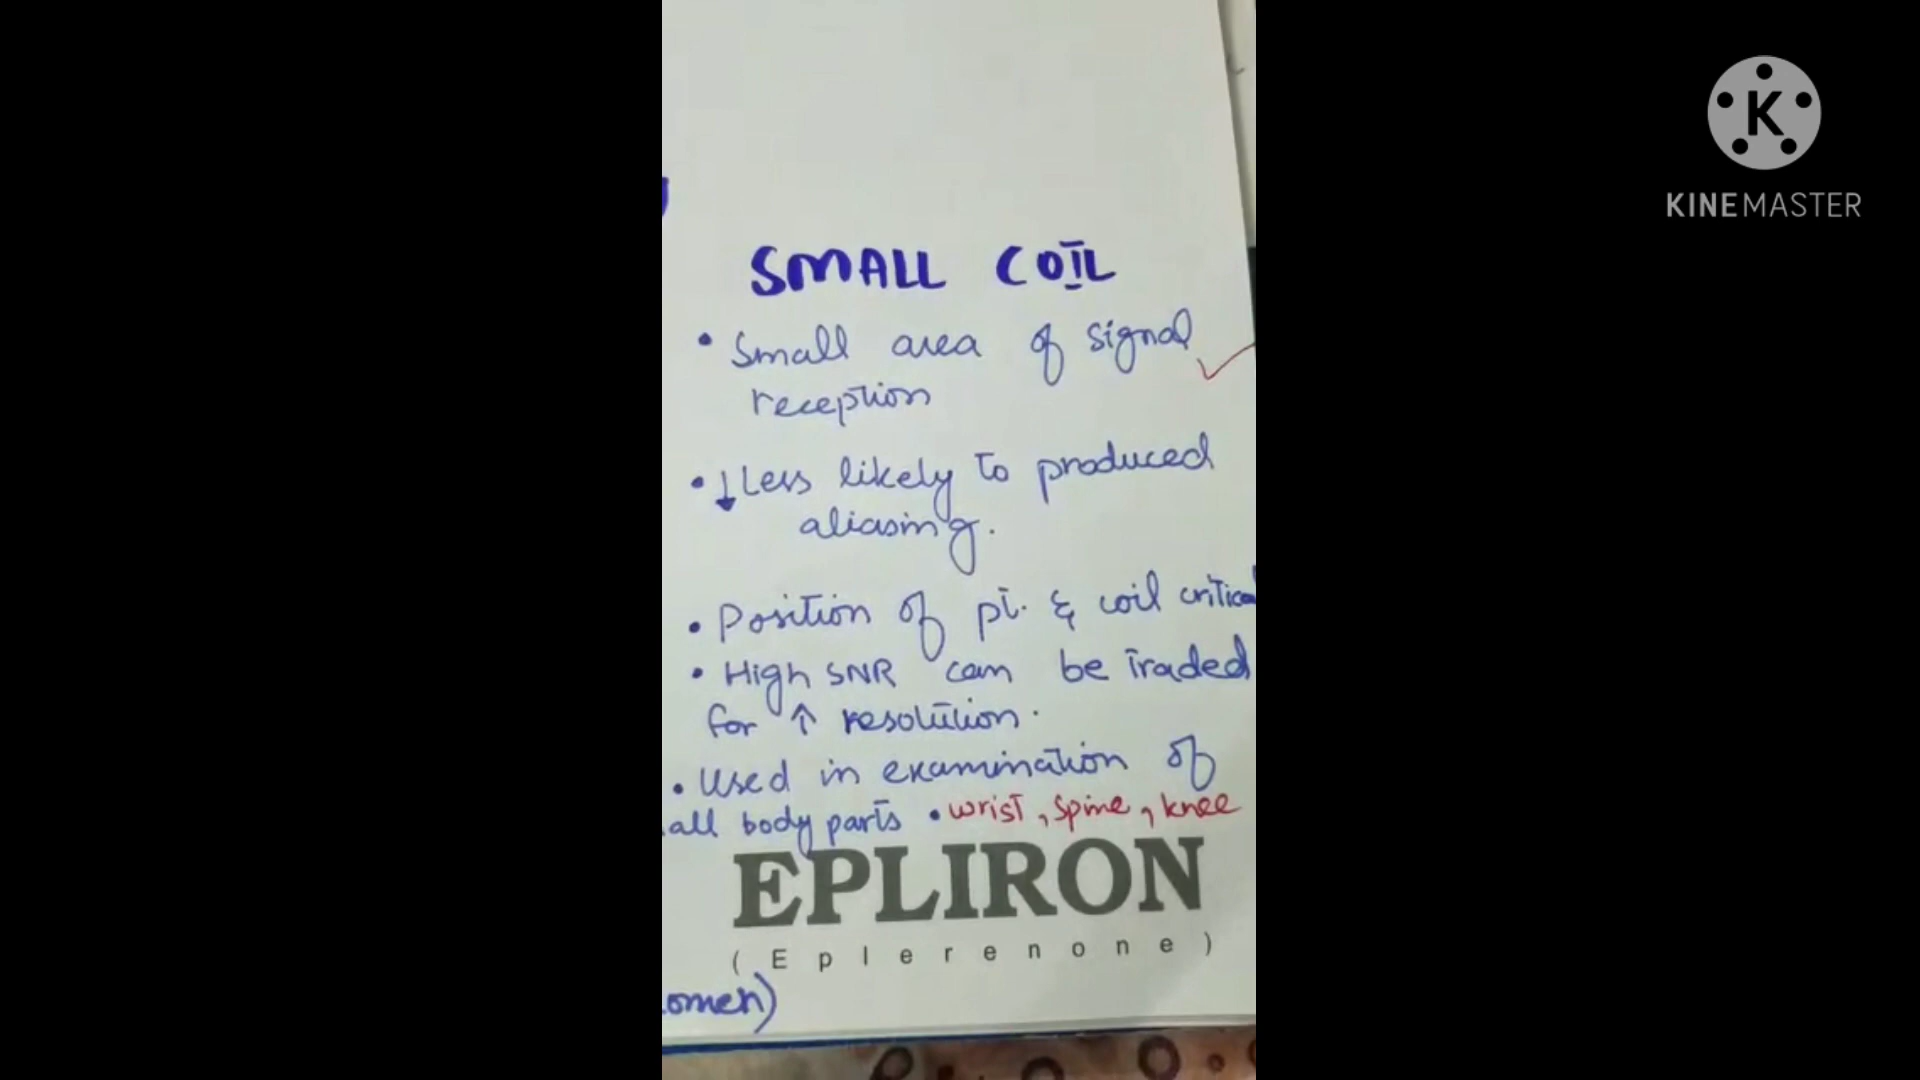 KINEMASTER
SMALL COIL
• Small area of signal
reception
• ↓ Less likely to produced
aliasing.
• Position of pt. & coil critical
• High SNR can be traded
for ↑ resolution.
• Used in examination of
all body parts • wrist, spine, knee
EPLIRON
(Eplerenone)
omen)